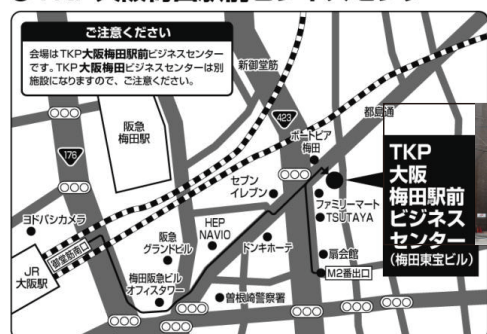 ご注意ください
会場はTKP大阪梅田駅前ビジネスセンター
です。TKP大阪梅田ビジネスセンターは別
施設になりますので、ご注意ください。
新御堂筋
都島通
423
176
阪急
梅田駅
ボートピア
梅田
セブン
イレブン
ファミリーマート
TSUTAYA
TKP
大阪
梅田駅前
ビジネス
センター
(梅田東宝ビル)
ヨドバシカメラ
HEP
NAVIO
阪急
グランドビル
ドンキホーテ
扇会館
M2番出口
御堂筋南口
JR
大阪駅
梅田阪急ビル
オフィスタワー
曽根崎警察署